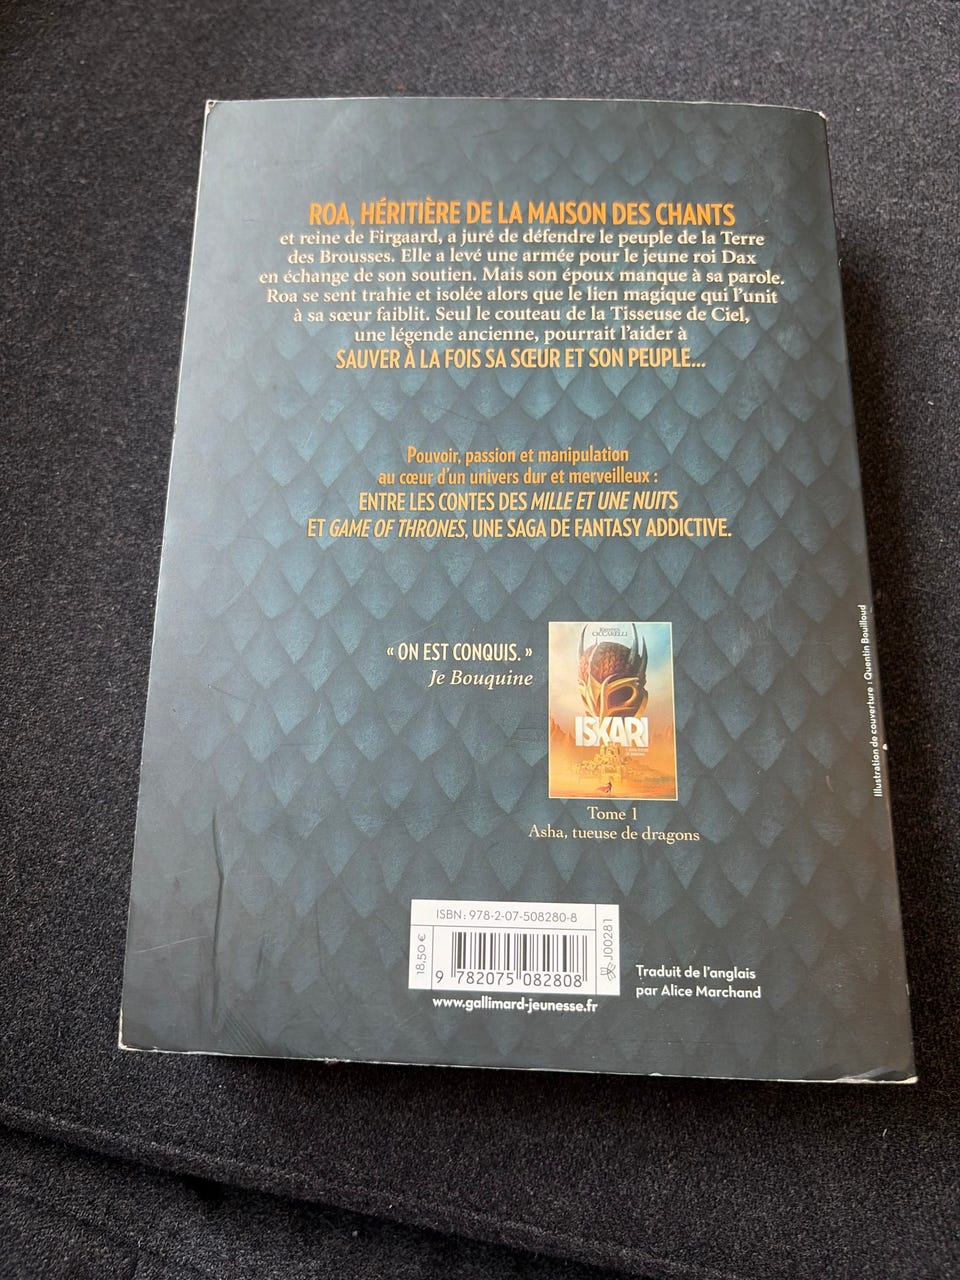 ROA, HÉRITIÈRE DE LA MAISON DES CHANTS
et reine de Firgaard, a juré de défendre le peuple de la Terre
des Brousses. Elle a levé une armée pour le jeune roi Dax
en échange de son soutien. Mais son époux manque à sa parole.
Roa se sent trahie et isolée alors que le lien magique qui l'unit
à sa sœur faiblit. Seul le couteau de la Tisseuse de Ciel,
une légende ancienne, pourrait l'aider à
SAUVER À LA FOIS SA SŒUR ET SON PEUPLE...
Pouvoir, passion et manipulation
au cœur d'un univers dur et merveilleux :
ENTRE LES CONTES DES MILLE ET UNE NUITS
ET GAME OF THRONES, UNE SAGA DE FANTASY ADDICTIVE.
« ON EST CONQUIS. »
Je Bouquine
KRISTEN
CICCARELLI
ISKARI
Tome 1
Asha, tueuse de dragons
Illustration de couverture : Quentin Bouilloud
ISBN : 978-2-07-508280-8
18,50 €
J00281
9 782075 082808
www.gallimard-jeunesse.fr
Traduit de l'anglais
par Alice Marchand